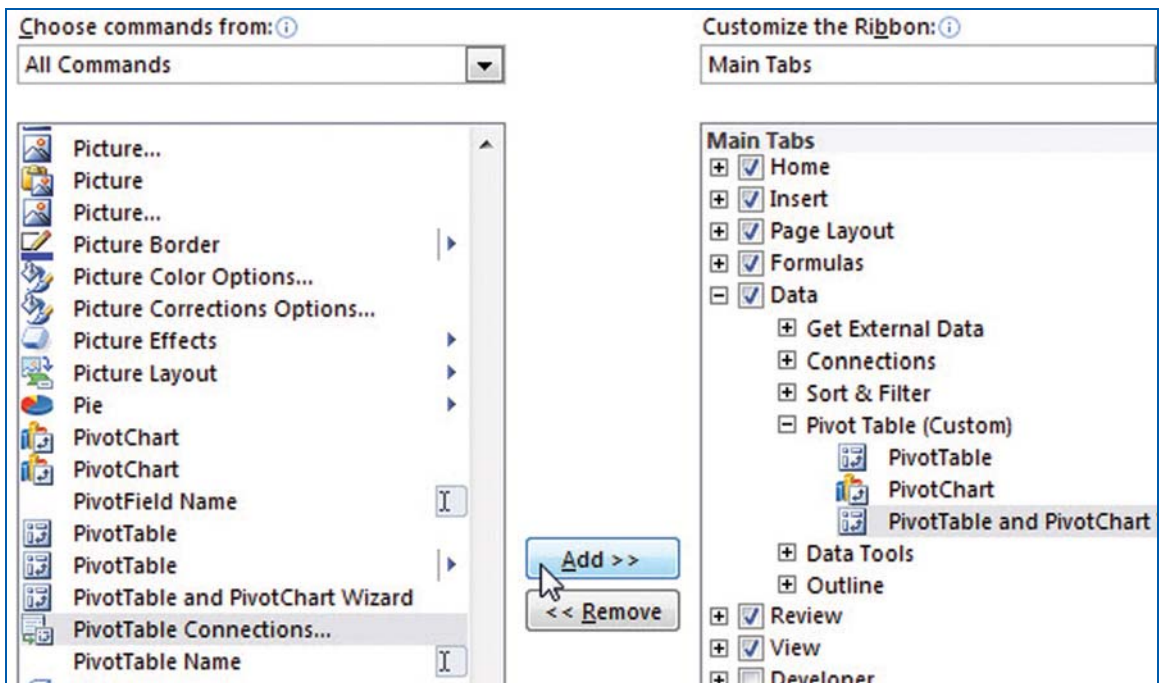 Choose commands from:
All Commands
Picture...
Picture
Picture...
Picture Border
Picture Color Options...
Picture Corrections Options...
Picture Effects
Picture Layout
Pie
PivotChart
PivotChart
PivotField Name
PivotTable
PivotTable
PivotTable and PivotChart Wizard
PivotTable Connections...
PivotTable Name
Add >>
<< Remove
Customize the Ribbon:
Main Tabs
Main Tabs
Home
Insert
Page Layout
Formulas
Data
Get External Data
Connections
Sort & Filter
Pivot Table (Custom)
PivotTable
PivotChart
PivotTable and PivotChart
Data Tools
Outline
Review
View
Developer